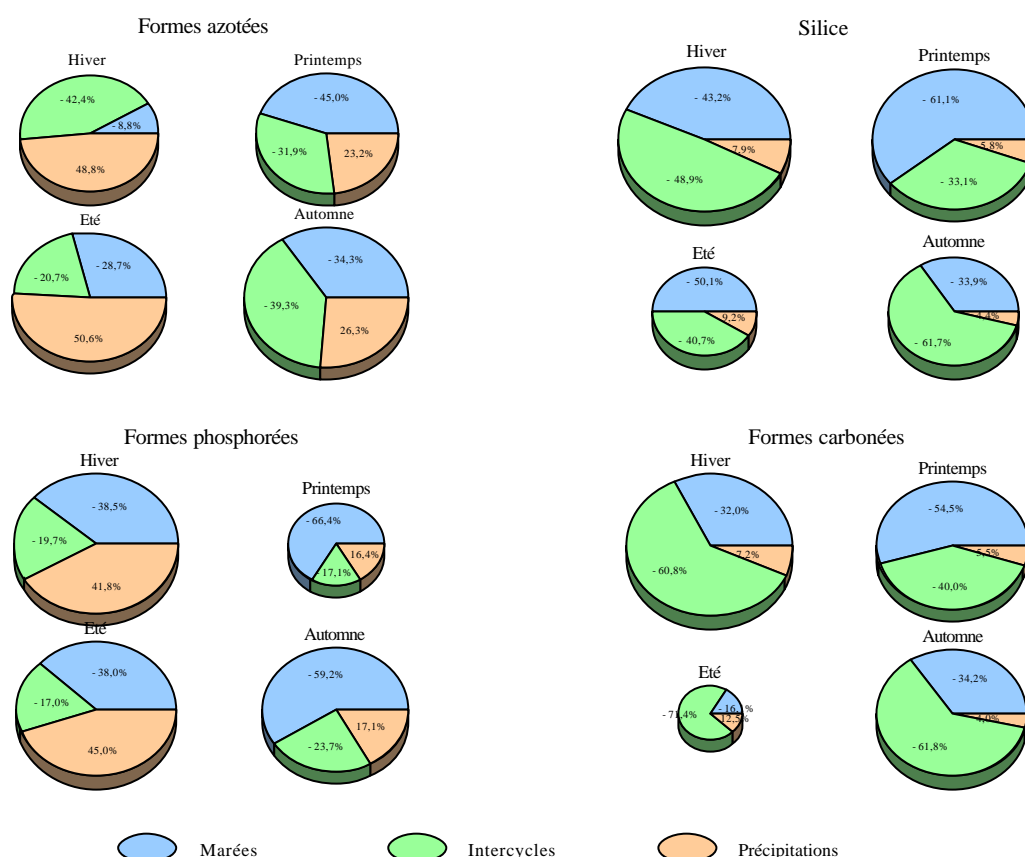 Formes azotées
Hiver
- 42,4%
- 8,8%
48,8%
Printemps
- 45,0%
- 31,9%
23,2%
Eté
- 28,7%
- 20,7%
50,6%
Automne
- 34,3%
- 39,3%
26,3%
Silice
Hiver
- 43,2%
7,9%
- 48,9%
Printemps
- 61,1%
5,8%
- 33,1%
Eté
- 50,1%
9,2%
- 40,7%
Automne
- 33,9%
- 61,7%
Formes phosphorées
Hiver
- 38,5%
- 19,7%
41,8%
Printemps
- 66,4%
16,4%
- 17,1%
Eté
- 38,0%
- 17,0%
45,0%
Automne
- 59,2%
17,1%
- 23,7%
Formes carbonées
Hiver
- 32,0%
7,2%
- 60,8%
Printemps
- 54,5%
5,5%
- 40,0%
Eté
- 71,4%
- 16,1%
12,5%
Automne
- 34,2%
4,0%
- 61,8%
Marées Intercycles Précipitations